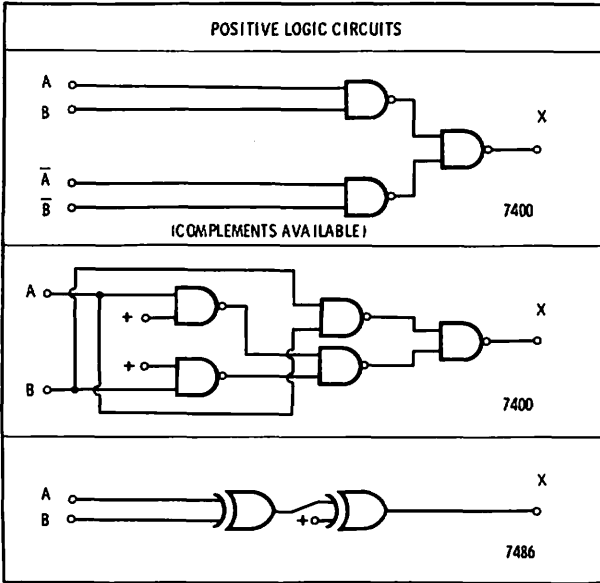 POSITIVE LOGIC CIRCUITS
A
B
X
A̅
B̅
7400
(COMPLEMENTS AVAILABLE)
A
+
X
+
B
7400
A
B
+
X
7486